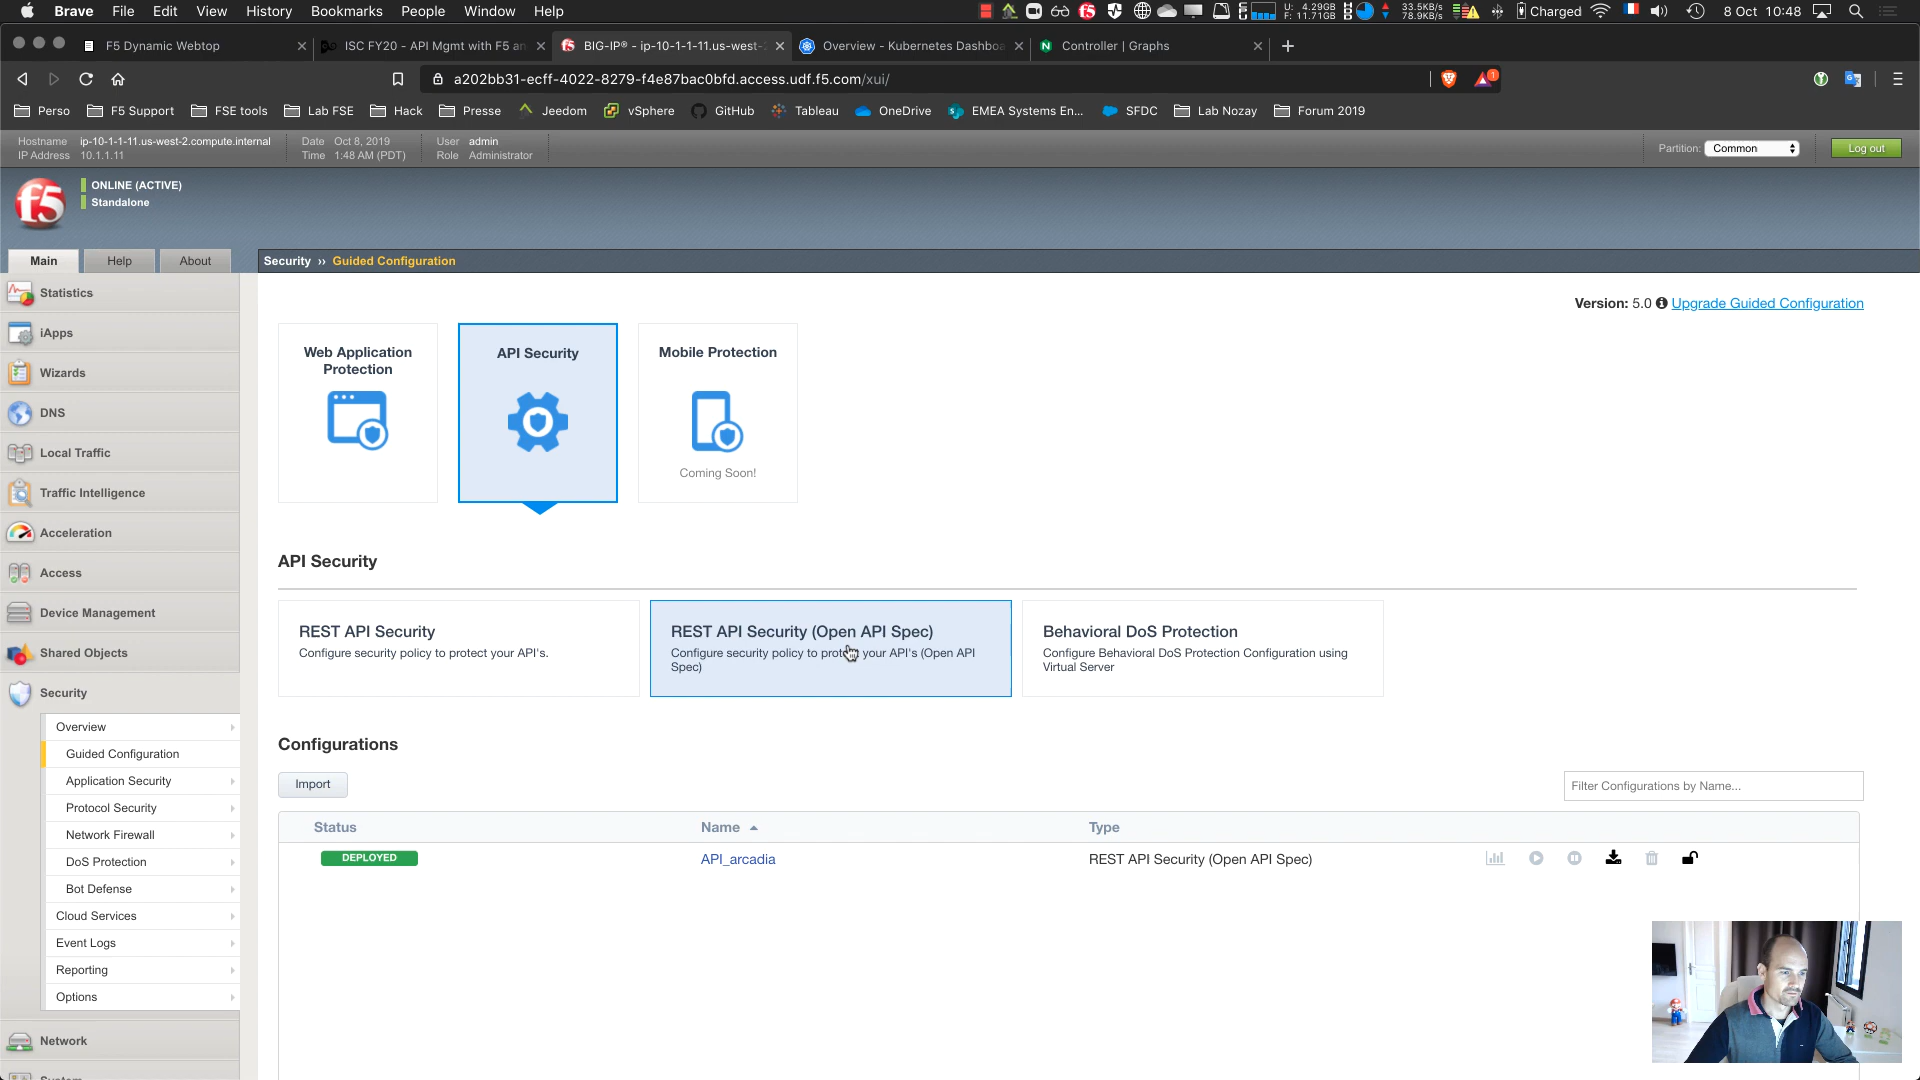 Brave File Edit View History Bookmarks People Window Help
U: 4.29GB
F: 11.71GB
33.5KB/s
78.9KB/s
Charged
8 Oct 10:48
F5 Dynamic Webtop
ISC FY20 - API Mgmt with F5 an
BIG-IP® - ip-10-1-1-11.us-west-2
Overview - Kubernetes Dashboa
Controller | Graphs
a202bb31-ecff-4022-8279-f4e87bac0bfd.access.udf.f5.com/xui/
1
Perso
F5 Support
FSE tools
Lab FSE
Hack
Presse
Jeedom
vSphere
GitHub
Tableau
OneDrive
EMEA Systems En...
SFDC
Lab Nozay
Forum 2019
Hostname ip-10-1-1-11.us-west-2.compute.internal
IP Address 10.1.1.11
Date Oct 8, 2019
Time 1:48 AM (PDT)
User admin
Role Administrator
Partition: Common
Log out
f5
ONLINE (ACTIVE)
Standalone
Main
Help
About
Security ›› Guided Configuration
Statistics
iApps
Wizards
DNS
Local Traffic
Traffic Intelligence
Acceleration
Access
Device Management
Shared Objects
Security
Overview
Guided Configuration
Application Security
Protocol Security
Network Firewall
DoS Protection
Bot Defense
Cloud Services
Event Logs
Reporting
Options
Network
Version: 5.0 Upgrade Guided Configuration
Web Application
Protection
API Security
Mobile Protection
Coming Soon!
API Security
REST API Security
Configure security policy to protect your API's.
REST API Security (Open API Spec)
Configure security policy to protect your API's (Open API
Spec)
Behavioral DoS Protection
Configure Behavioral DoS Protection Configuration using
Virtual Server
Configurations
Import
Filter Configurations by Name...
Status
Name
Type
DEPLOYED
API_arcadia
REST API Security (Open API Spec)